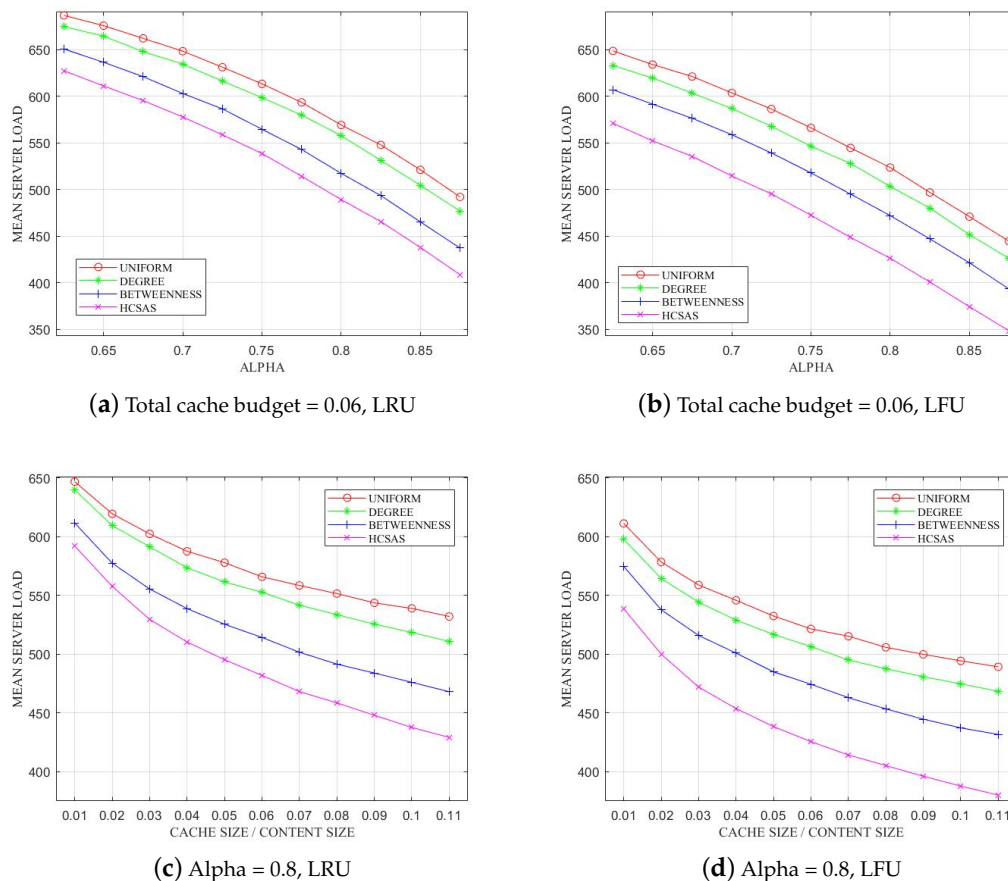 650
600
550
500
450
400
350
MEAN SERVER LOAD
UNIFORM
DEGREE
BETWEENNESS
HCSAS
0.65
0.7
0.75
0.8
0.85
ALPHA
(a) Total cache budget = 0.06, LRU
650
600
550
500
450
400
350
MEAN SERVER LOAD
UNIFORM
DEGREE
BETWEENNESS
HCSAS
0.65
0.7
0.75
0.8
0.85
ALPHA
(b) Total cache budget = 0.06, LFU
650
600
550
500
450
400
MEAN SERVER LOAD
UNIFORM
DEGREE
BETWEENNESS
HCSAS
0.01 0.02 0.03 0.04 0.05 0.06 0.07 0.08 0.09 0.1 0.11
CACHE SIZE / CONTENT SIZE
(c) Alpha = 0.8, LRU
650
600
550
500
450
400
MEAN SERVER LOAD
UNIFORM
DEGREE
BETWEENNESS
HCSAS
0.01 0.02 0.03 0.04 0.05 0.06 0.07 0.08 0.09 0.1 0.11
CACHE SIZE / CONTENT SIZE
(d) Alpha = 0.8, LFU